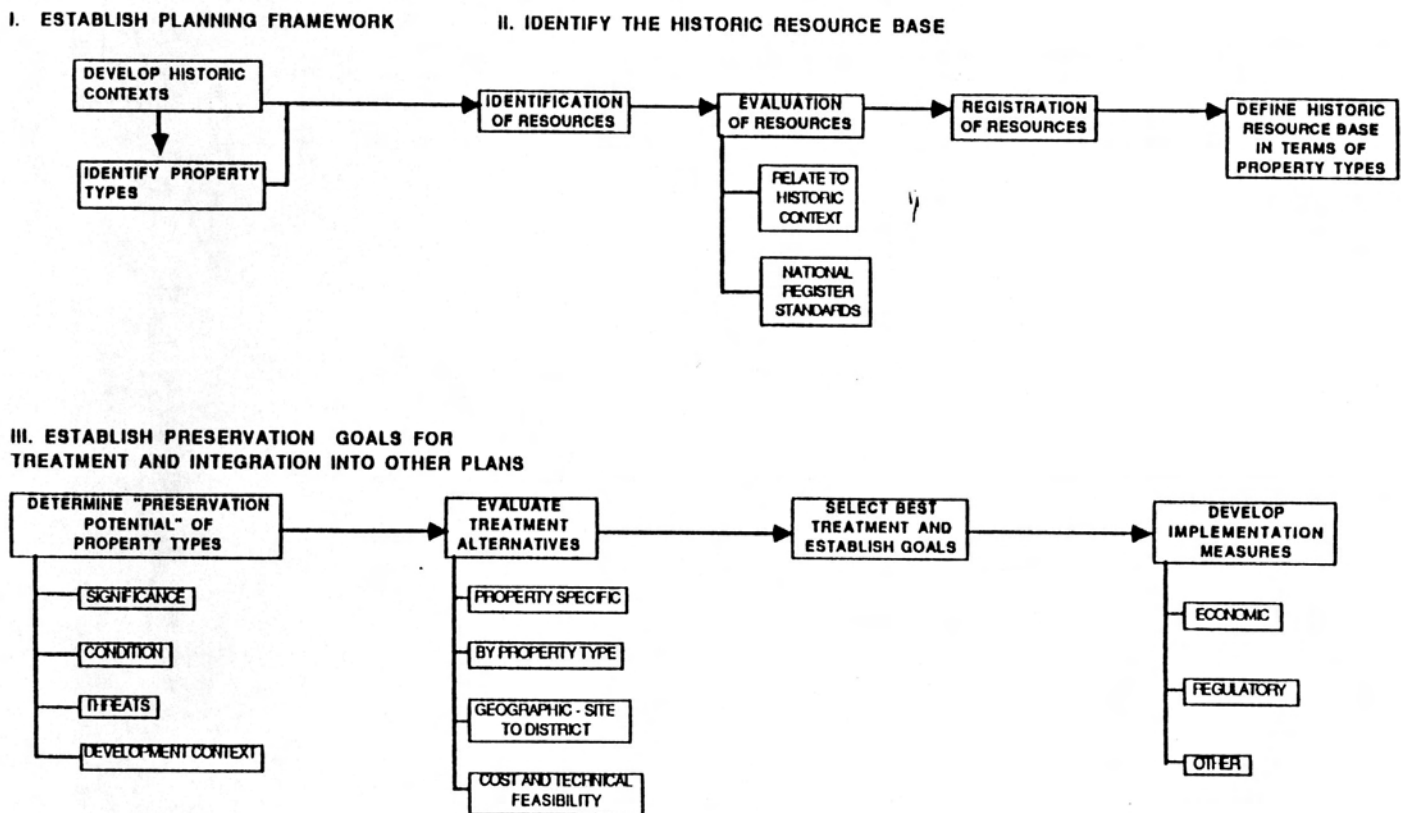 I. ESTABLISH PLANNING FRAMEWORK
II. IDENTIFY THE HISTORIC RESOURCE BASE
DEVELOP HISTORIC
CONTEXTS
IDENTIFY PROPERTY
TYPES
IDENTIFICATION
OF RESOURCES
EVALUATION
OF RESOURCES
RELATE TO
HISTORIC
CONTEXT
NATIONAL
REGISTER
STANDARDS
REGISTRATION
OF RESOURCES
DEFINE HISTORIC
RESOURCE BASE
IN TERMS OF
PROPERTY TYPES
III. ESTABLISH PRESERVATION GOALS FOR
TREATMENT AND INTEGRATION INTO OTHER PLANS
DETERMINE "PRESERVATION
POTENTIAL" OF
PROPERTY TYPES
SIGNIFICANCE
CONDITION
THREATS
DEVELOPMENT CONTEXT
EVALUATE
TREATMENT
ALTERNATIVES
PROPERTY SPECIFIC
BY PROPERTY TYPE
GEOGRAPHIC - SITE
TO DISTRICT
COST AND TECHNICAL
FEASIBILITY
SELECT BEST
TREATMENT AND
ESTABLISH GOALS
DEVELOP
IMPLEMENTATION
MEASURES
ECONOMIC
REGULATORY
OTHER